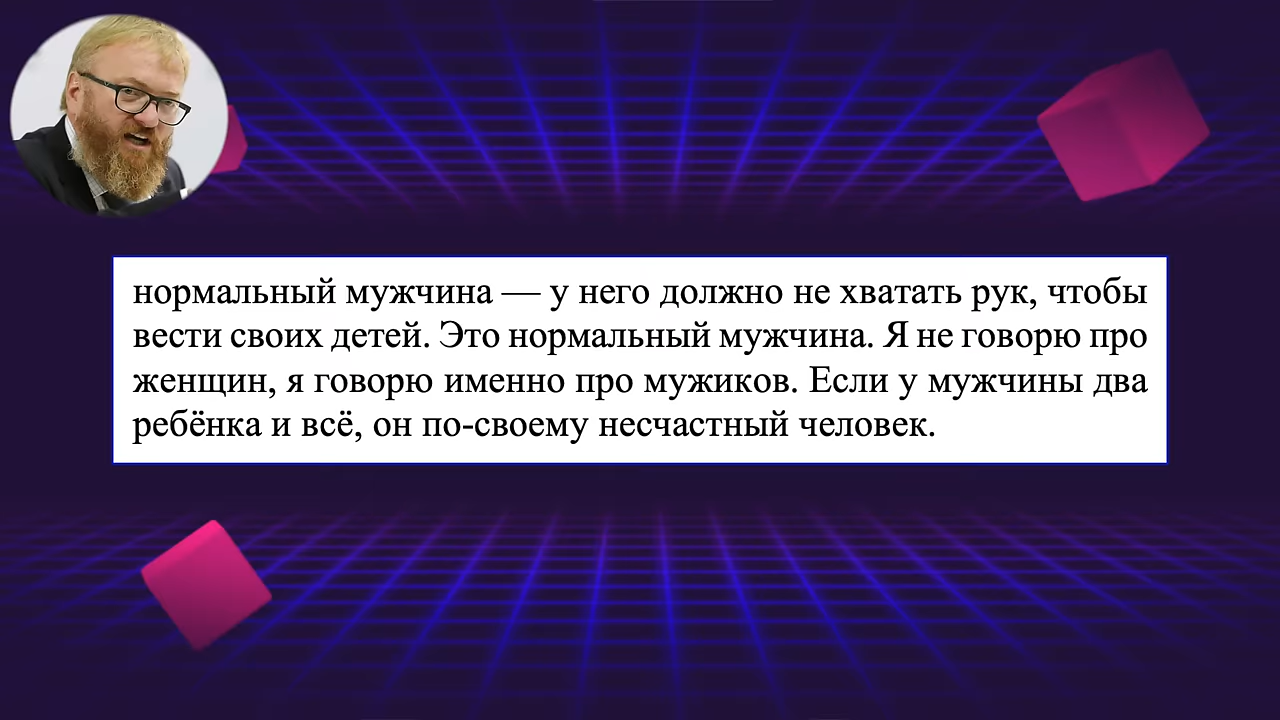 нормальный мужчина — у него должно не хватать рук, чтобы
вести своих детей. Это нормальный мужчина. Я не говорю про
женщин, я говорю именно про мужиков. Если у мужчины два
ребёнка и всё, он по-своему несчастный человек.